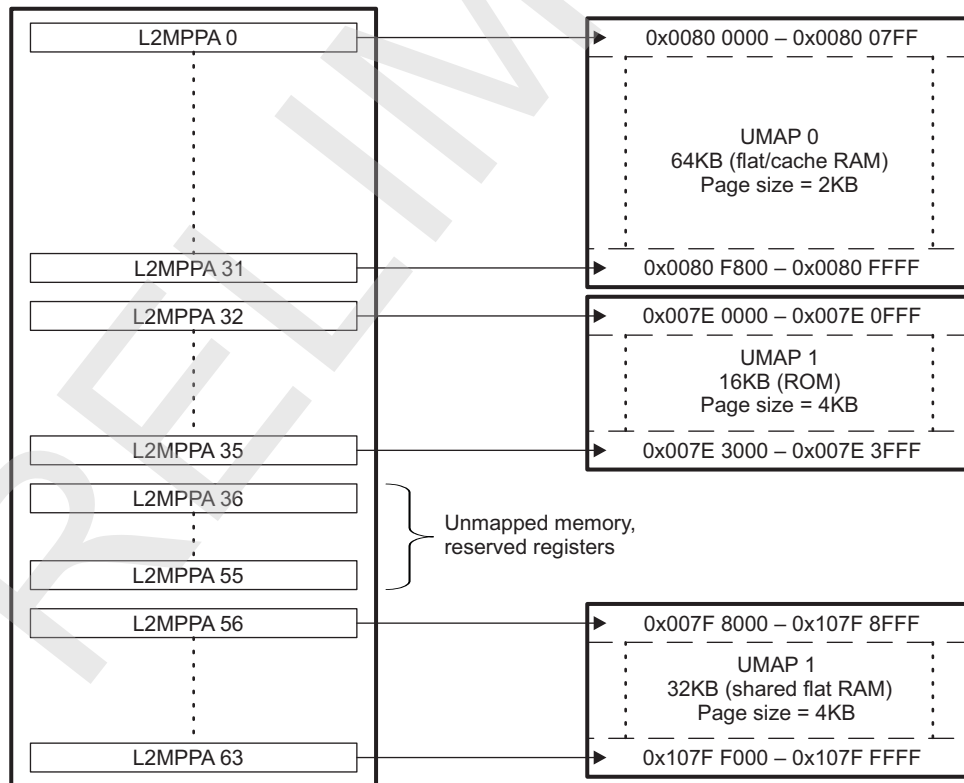 L2MPPA 0
0x0080 0000 – 0x0080 07FF
UMAP 0
64KB (flat/cache RAM)
Page size = 2KB
L2MPPA 31
0x0080 F800 – 0x0080 FFFF
L2MPPA 32
0x007E 0000 – 0x007E 0FFF
UMAP 1
16KB (ROM)
Page size = 4KB
L2MPPA 35
0x007E 3000 – 0x007E 3FFF
L2MPPA 36
Unmapped memory,
reserved registers
L2MPPA 55
L2MPPA 56
0x007F 8000 – 0x107F 8FFF
UMAP 1
32KB (shared flat RAM)
Page size = 4KB
L2MPPA 63
0x107F F000 – 0x107F FFFF
RELIM